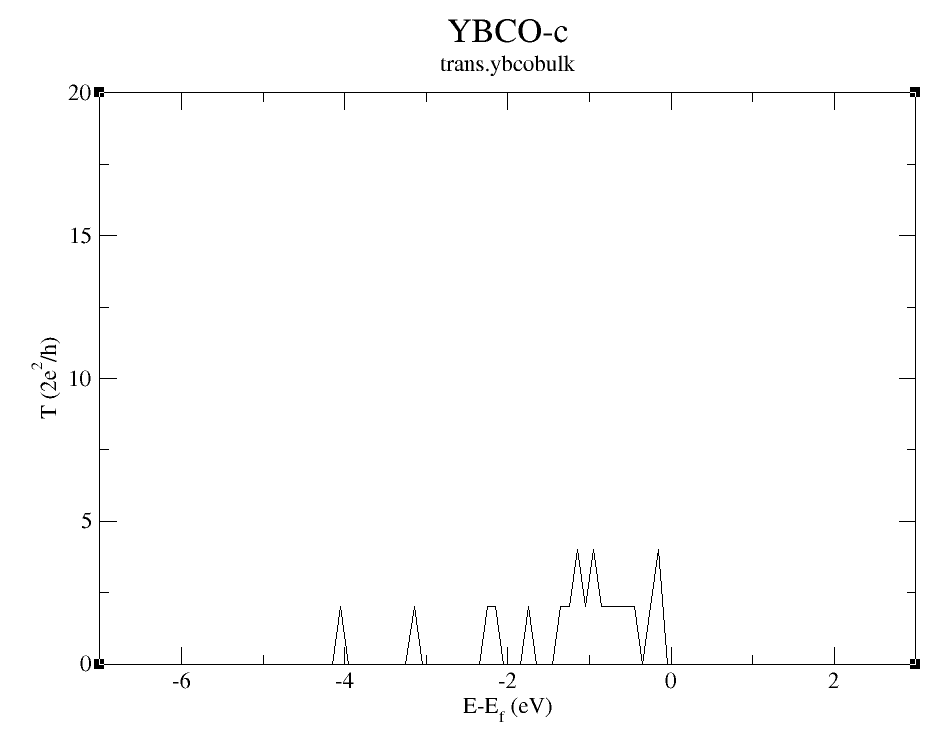 YBCO-c
trans.ybcobulk
20
15
10
5
0
T (2e²/h)
-6 -4 -2 0 2
E-E_f (eV)